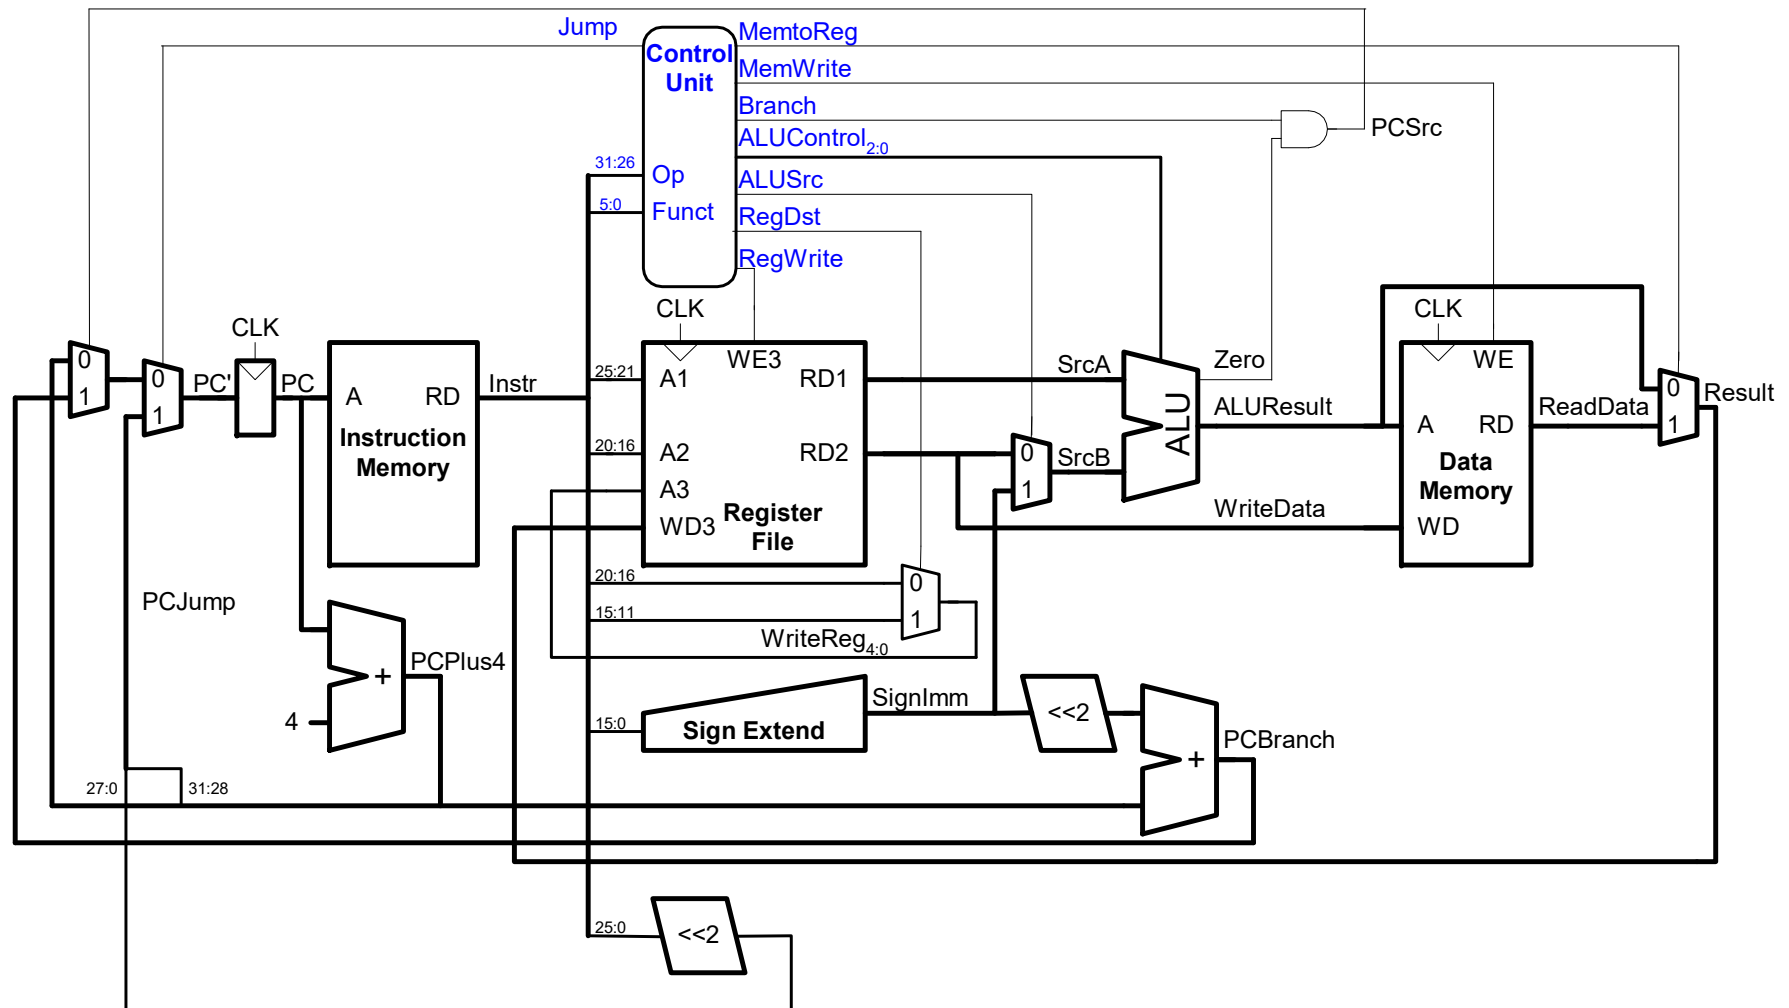 Jump
Control
Unit
MemtoReg
MemWrite
Branch
PCSrc
ALUControl2:0
31:26
Op
ALUSrc
5:0
Funct
RegDst
RegWrite
CLK
CLK
CLK
0
1
0
1
PC'
PC
A
RD
Instruction
Memory
Instr
25:21
A1
WE3
RD1
SrcA
Zero
ALU
ALUResult
WE
A
RD
Data
Memory
WD
ReadData
0
1
Result
20:16
A2
RD2
0
1
SrcB
A3
WD3
Register
File
WriteData
20:16
0
15:11
1
WriteReg4:0
PCJump
PCPlus4
+
4
SignImm
15:0
Sign Extend
<<2
PCBranch
+
27:0
31:28
25:0
<<2